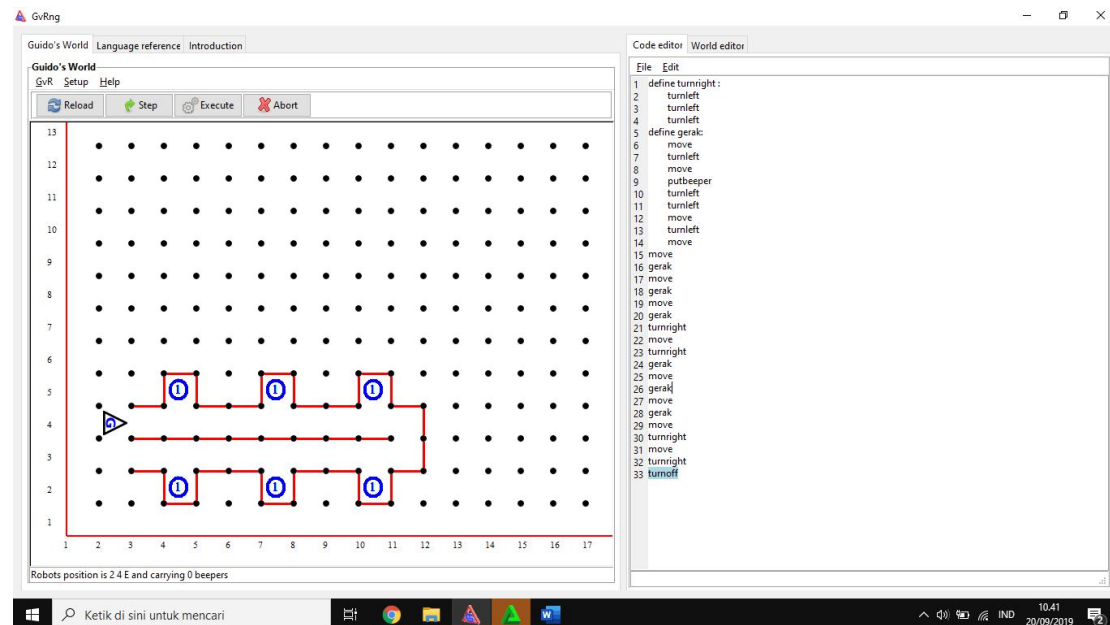 GvRng
Guido's World Language reference Introduction
Code editor World editor
Guido's World
GvR Setup Help
File Edit
Reload Step Execute Abort
1 define turnright :
2 turnleft
3 turnleft
4 turnleft
5 define gerak:
6 move
7 turnleft
8 move
9 putbeeper
10 turnleft
11 turnleft
12 move
13 turnleft
14 move
15 move
16 gerak
17 move
18 gerak
19 move
20 gerak
21 turnright
22 move
23 turnright
24 gerak
25 move
26 gerak
27 move
28 gerak
29 move
30 turnright
31 move
32 turnright
33 turnoff
13
12
11
10
9
8
7
6
5
4
3
2
1
1 1 1
G
1 1 1
1 2 3 4 5 6 7 8 9 10 11 12 13 14 15 16 17
Robots position is 2 4 E and carrying 0 beepers
Ketik di sini untuk mencari
W
IND
10.41
20/09/2019
2